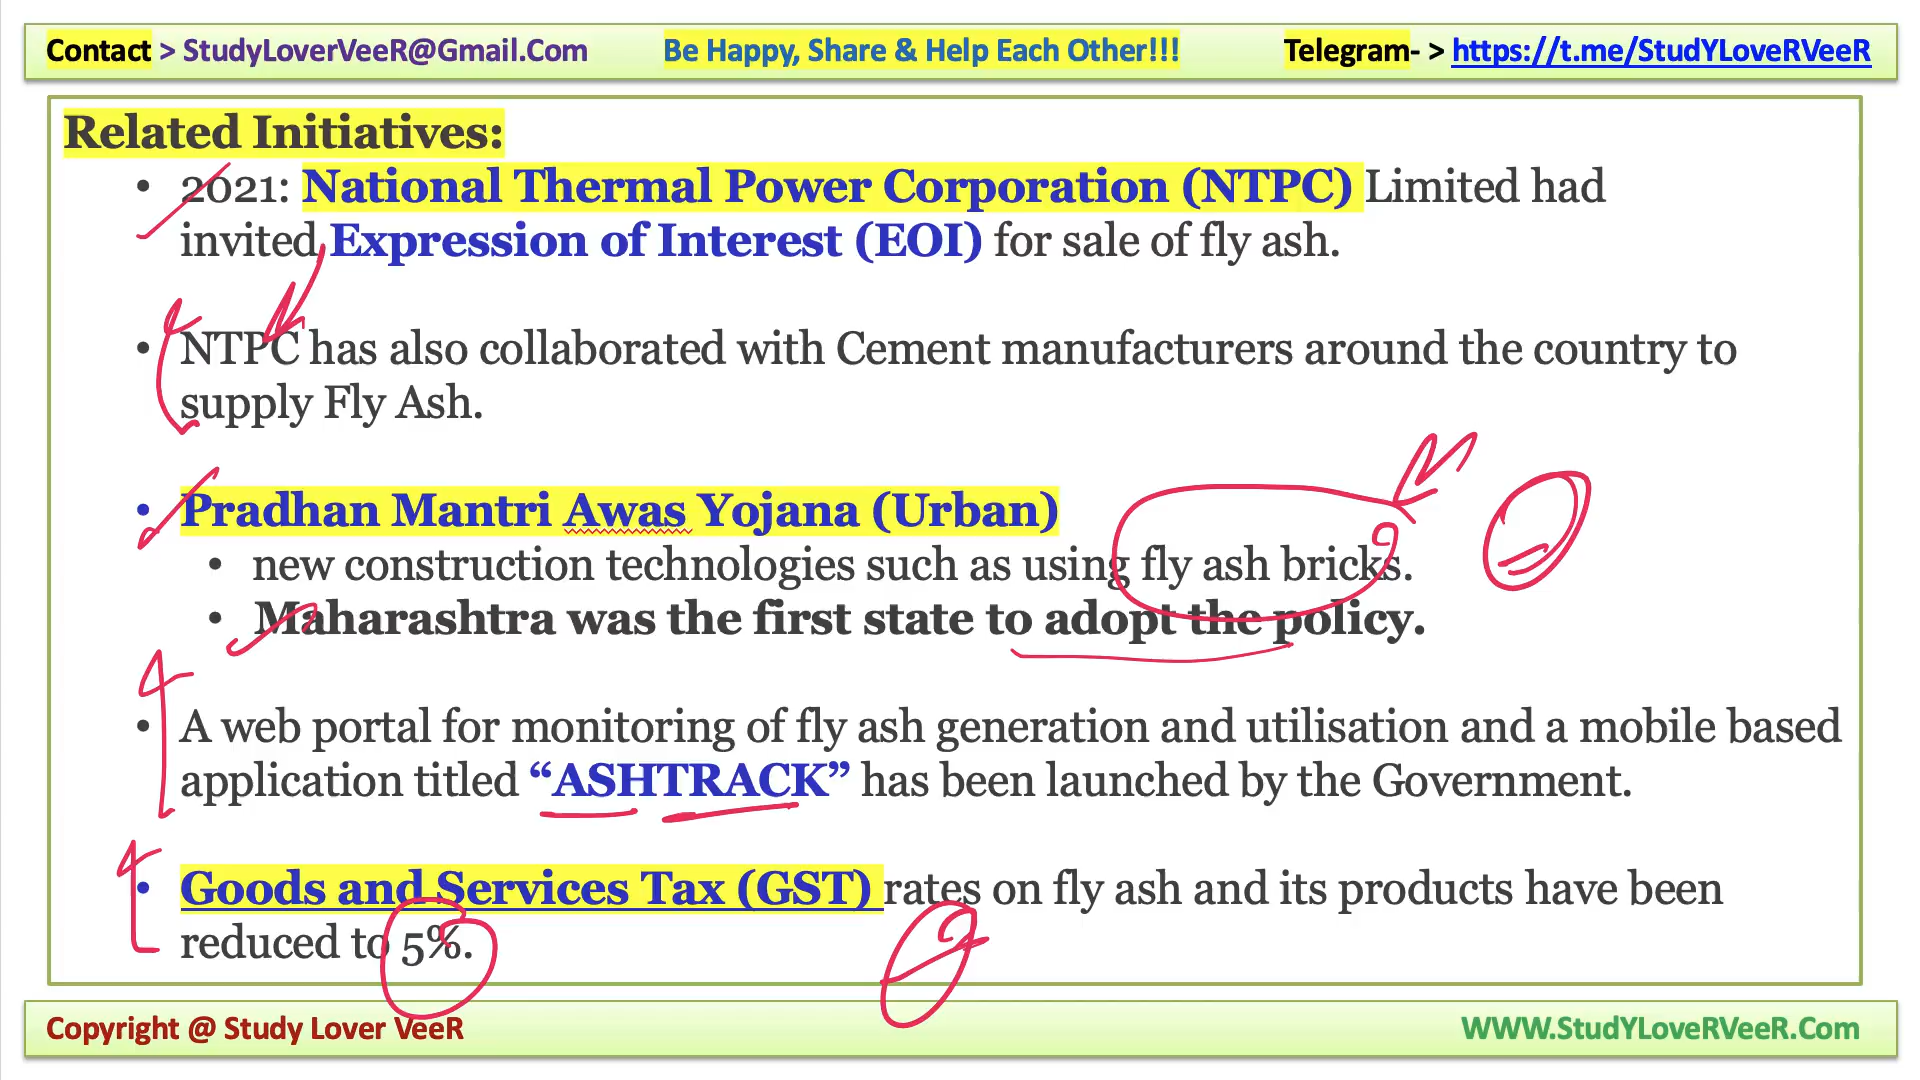 Contact > StudyLoverVeeR@Gmail.Com Be Happy, Share & Help Each Other!!! Telegram- > https://t.me/StudYLoveRVeeR
Related Initiatives:
• 2021: National Thermal Power Corporation (NTPC) Limited had
invited Expression of Interest (EOI) for sale of fly ash.
• NTPC has also collaborated with Cement manufacturers around the country to
supply Fly Ash.
• Pradhan Mantri Awas Yojana (Urban)
• new construction technologies such as using fly ash bricks.
• Maharashtra was the first state to adopt the policy.
• A web portal for monitoring of fly ash generation and utilisation and a mobile based
application titled “ASHTRACK” has been launched by the Government.
• Goods and Services Tax (GST) rates on fly ash and its products have been
reduced to 5%.
Copyright @ Study Lover VeeR WWW.StudYLoveRVeeR.Com